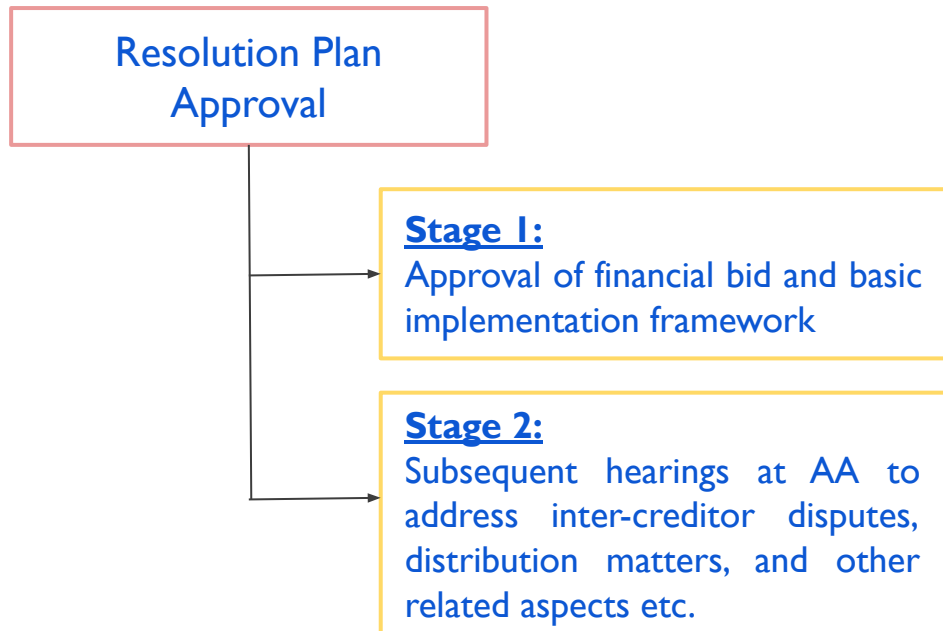 Resolution Plan
Approval
Stage 1:
Approval of financial bid and basic
implementation framework
Stage 2:
Subsequent hearings at AA to
address inter-creditor disputes,
distribution matters, and other
related aspects etc.